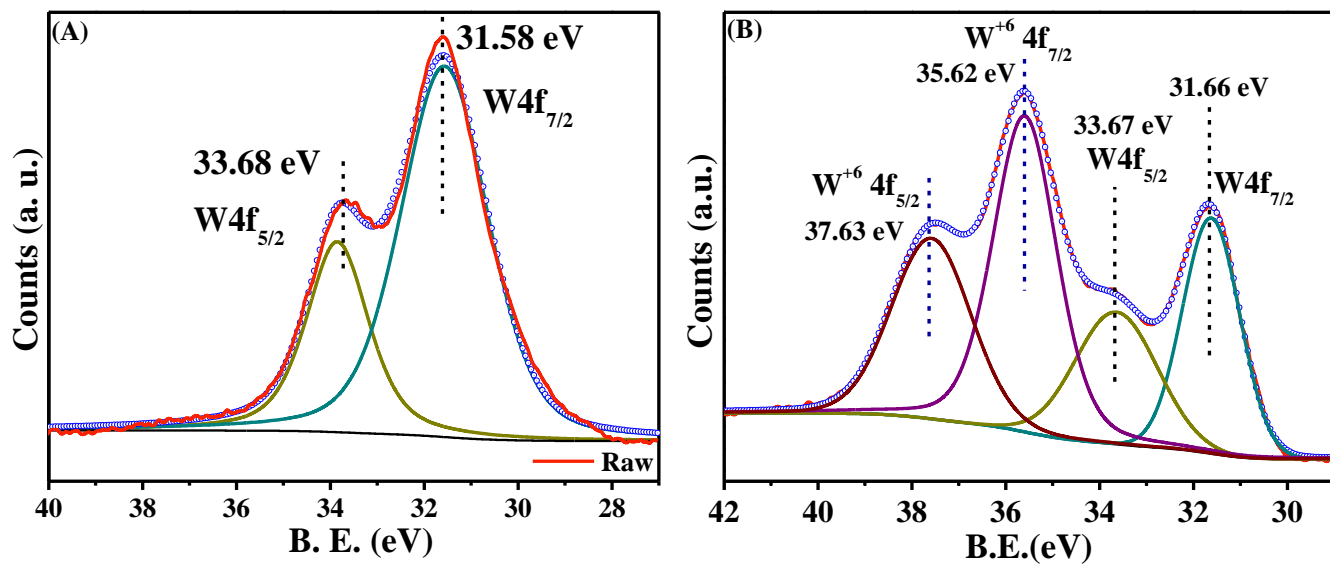 (A)
31.58 eV
W4f7/2
33.68 eV
W4f5/2
Counts (a. u.)
Raw
40 38 36 34 32 30 28
B. E. (eV)
(B)
W+6 4f7/2
35.62 eV
31.66 eV
33.67 eV
W4f5/2
W4f7/2
W+6 4f5/2
37.63 eV
Counts (a.u.)
42 40 38 36 34 32 30
B.E.(eV)